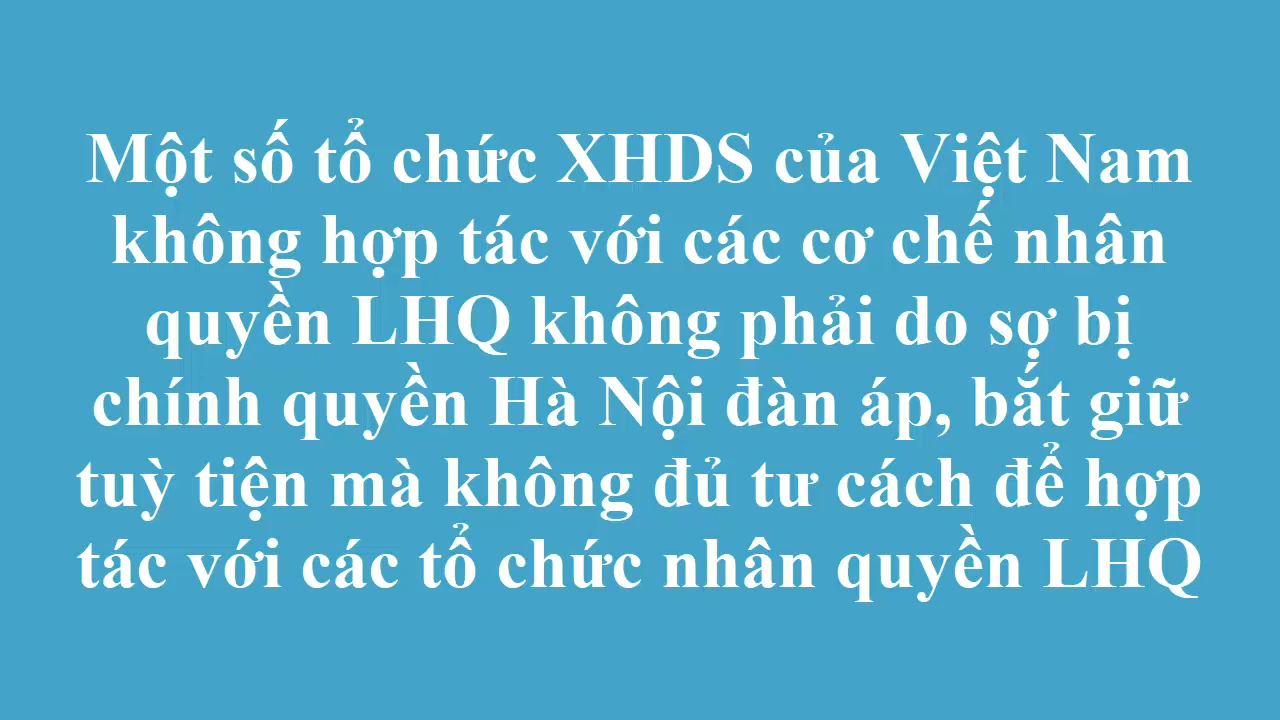 Một số tổ chức XHDS của Việt Nam
không hợp tác với các cơ chế nhân
quyền LHQ không phải do sợ bị
chính quyền Hà Nội đàn áp, bắt giữ
tuỳ tiện mà không đủ tư cách để hợp
tác với các tổ chức nhân quyền LHQ